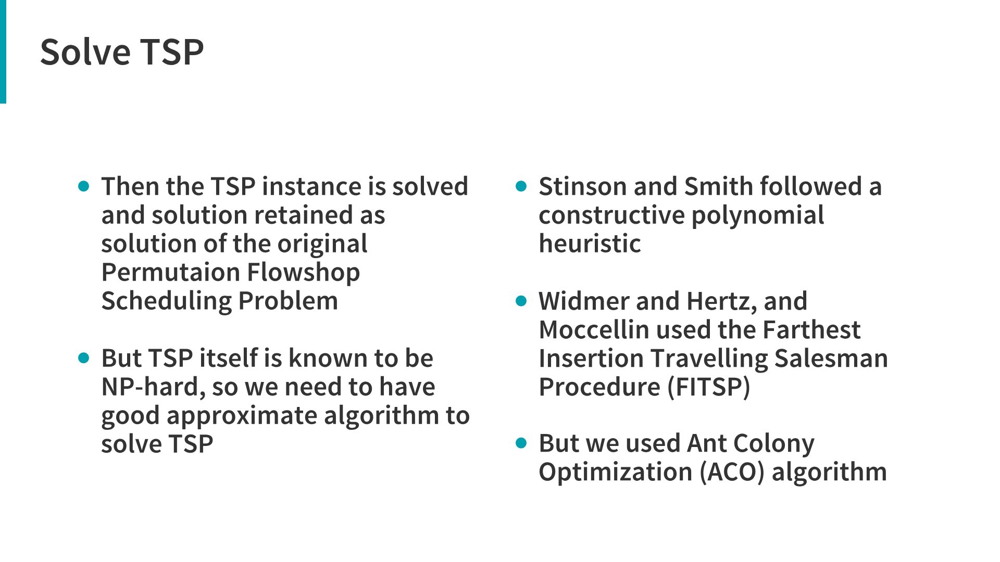 Solve TSP
Then the TSP instance is solved
and solution retained as
solution of the original
Permutaion Flowshop
Scheduling Problem
But TSP itself is known to be
NP-hard, so we need to have
good approximate algorithm to
solve TSP
Stinson and Smith followed a
constructive polynomial
heuristic
Widmer and Hertz, and
Moccellin used the Farthest
Insertion Travelling Salesman
Procedure (FITSP)
But we used Ant Colony
Optimization (ACO) algorithm